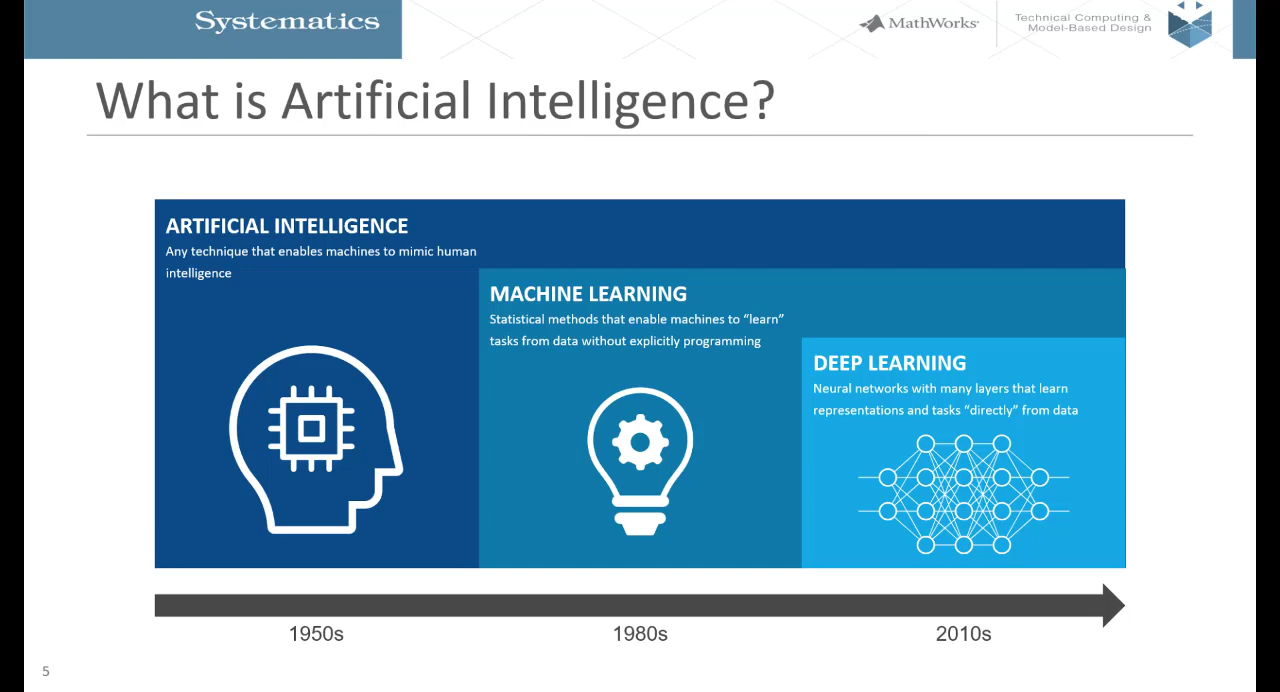 Systematics
MathWorks
Technical Computing &
Model-Based Design
What is Artificial Intelligence?
ARTIFICIAL INTELLIGENCE
Any technique that enables machines to mimic human
intelligence
MACHINE LEARNING
Statistical methods that enable machines to “learn”
tasks from data without explicitly programming
DEEP LEARNING
Neural networks with many layers that learn
representations and tasks “directly” from data
1950s
1980s
2010s
5